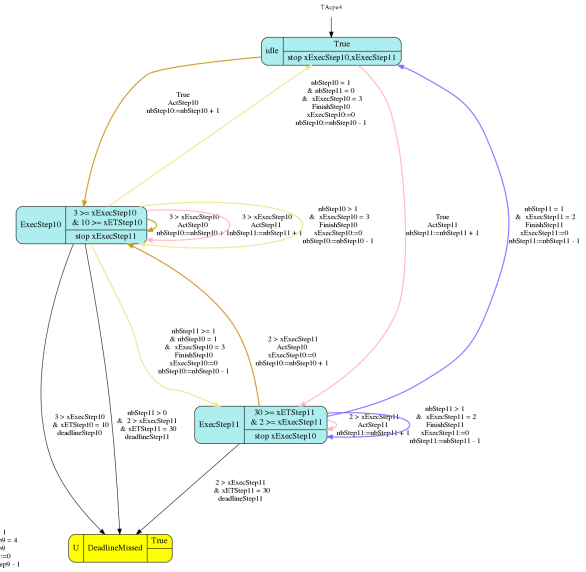 TAcpu4
idle
True
stop xExecStep10,xExecStep11
True
ActStep10
nbStep10:=nbStep10 + 1
nbStep10 = 1
& nbStep11 = 0
& xExecStep10 = 3
FinishStep10
xExecStep10:=0
nbStep10:=nbStep10 - 1
ExecStep10
3 >= xExecStep10
& 10 >= xETStep10
stop xExecStep11
3 > xExecStep10
ActStep10
nbStep10:=nbStep10 +
3 > xExecStep10
ActStep11
nbStep11:=nbStep11 + 1
nbStep10 > 1
& xExecStep10 = 3
FinishStep10
xExecStep10:=0
nbStep10:=nbStep10 - 1
True
ActStep11
nbStep11:=nbStep11 + 1
nbStep11 = 1
& xExecStep11 = 2
FinishStep11
xExecStep11:=0
nbStep11:=nbStep11 - 1
nbStep11 >= 1
& nbStep10 = 1
& xExecStep10 = 3
FinishStep10
xExecStep10:=0
nbStep10:=nbStep10 - 1
2 > xExecStep11
ActStep10
xExecStep10:=0
nbStep10:=nbStep10 + 1
3 > xExecStep10
& xETStep10 = 10
deadlineStep10
nbStep11 > 0
& 2 > xExecStep11
& xETStep11 = 30
deadlineStep11
ExecStep11
30 >= xETStep11
& 2 >= xExecStep11
stop xExecStep10
2 > xExecStep11
ActStep11
nbStep11:=nbStep11 + 1
nbStep11 > 1
& xExecStep11 = 2
FinishStep11
xExecStep11:=0
nbStep11:=nbStep11 - 1
2 > xExecStep11
& xETStep11 = 30
deadlineStep11
U
DeadlineMissed
True
1
9 = 4
:=0
ep9 - 1